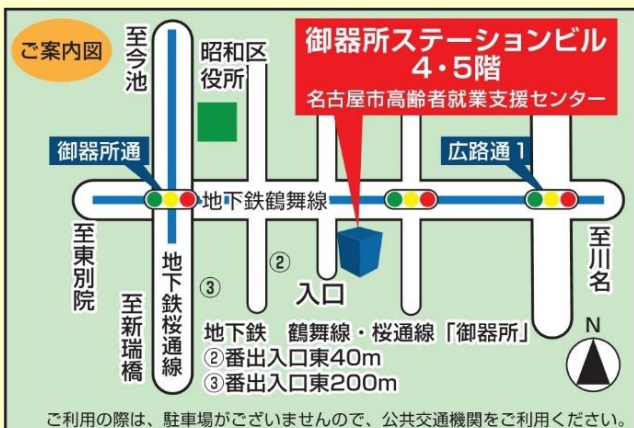 ご案内図
至今池
昭和区
役所
御器所ステーションビル
4・5階
名古屋市高齢者就業支援センター
御器所通
広路通1
地下鉄鶴舞線
至東別院
至新瑞橋
地下鉄桜通線
③
②
入口
至川名
N
地下鉄 鶴舞線・桜通線「御器所」
②番出入口東40m
③番出入口東200m
ご利用の際は、駐車場がございませんので、公共交通機関をご利用ください。